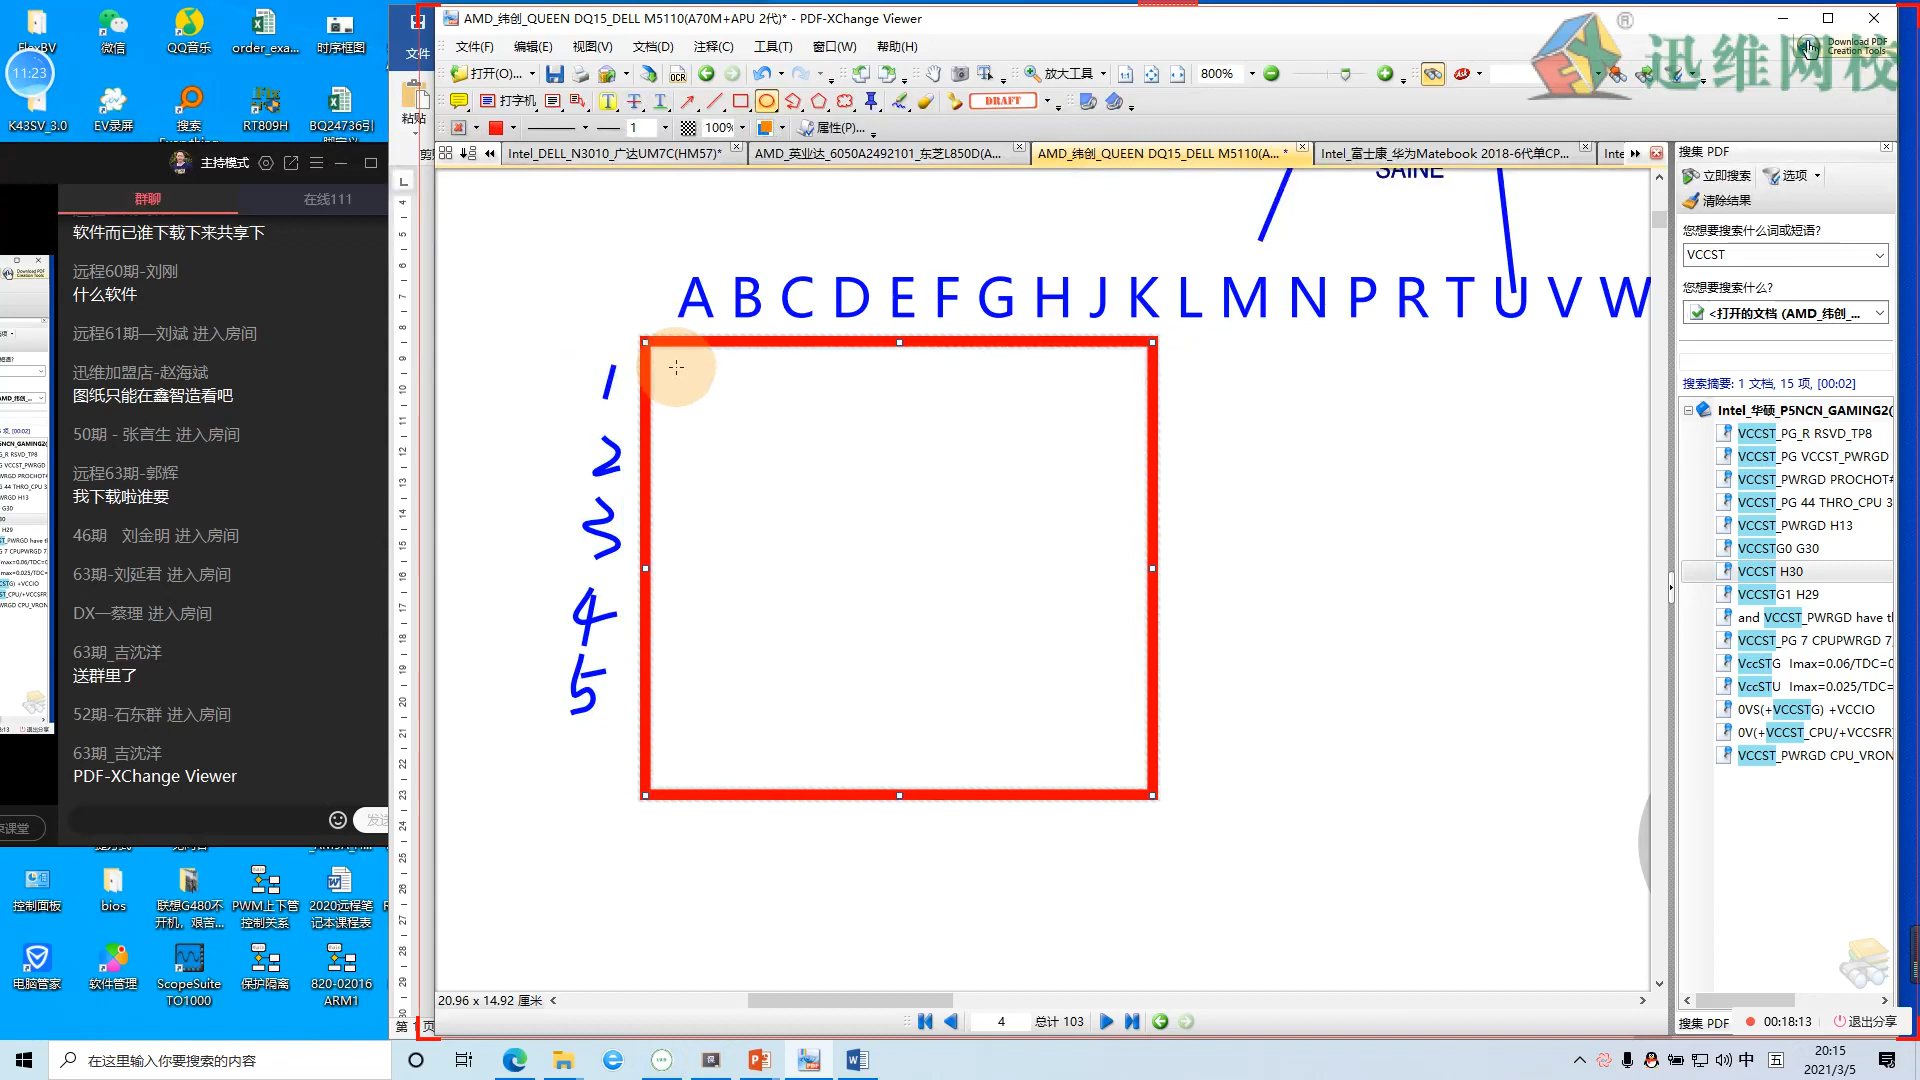 FlexBV
微信
QQ音乐
order_exa...
时序框图
11:23
K43SV_3.0
EV录屏
搜索
RT809H
BQ24736引
主持模式
群聊
在线111
软件而已谁下载下来共享下
远程60期-刘刚
什么软件
远程61期—刘斌 进入房间
迅维加盟店-赵海斌
图纸只能在鑫智造看吧
50期 - 张言生 进入房间
远程63期-郭辉
我下载啦谁要
46期 刘金明 进入房间
63期-刘延君 进入房间
DX—蔡理 进入房间
63期_吉沈洋
送群里了
52期-石东群 进入房间
63期_吉沈洋
PDF-XChange Viewer
控制面板
bios
联想G480不
开机，艰苦...
PWM上下管
控制关系
2020远程笔
记本课程表
电脑管家
软件管理
ScopeSuite
TO1000
保护隔离
820-02016
ARM1
文件
粘贴
AMD_纬创_QUEEN DQ15_DELL M5110(A70M+APU 2代)* - PDF-XChange Viewer
文件(F) 编辑(E) 视图(V) 文档(D) 注释(C) 工具(T) 窗口(W) 帮助(H)
Download PDF
Creation Tools
迅维网校
®
打开(O)...
OCR
放大工具
800%
打字机
DRAFT
1
100%
属性(P)...
Intel_DELL_N3010_广达UM7C(HM57)*
AMD_英业达_6050A2492101_东芝L850D(A...
AMD_纬创_QUEEN DQ15_DELL M5110(A... *
Intel_富士康_华为Matebook 2018-6代单CP...
Inte
SAINE
A B C D E F G H J K L M N P R T U V W
1
2
3
4
5
20.96 x 14.92 厘米
4
总计 103
搜集 PDF
立即搜索
选项
清除结果
您想要搜索什么词或短语?
VCCST
您想要搜索什么?
<打开的文档 (AMD_纬创_...
搜索摘要: 1 文档, 15 项, [00:02]
Intel_华硕_P5NCN_GAMING2(
VCCST_PG_R RSVD_TP8
VCCST_PG VCCST_PWRGD
VCCST_PWRGD PROCHOT#
VCCST_PG 44 THRO_CPU 3
VCCST_PWRGD H13
VCCSTG0 G30
VCCST H30
VCCSTG1 H29
and VCCST_PWRGD have th
VCCST_PG 7 CPUPWRGD 7,
VccSTG Imax=0.06/TDC=0
VccSTU Imax=0.025/TDC=
0VS(+VCCSTG) +VCCIO
0V(+VCCST_CPU/+VCCSFR
VCCST_PWRGD CPU_VRON
搜集 PDF
00:18:13
退出分享
在这里输入你要搜索的内容
中
五
20:15
2021/3/5